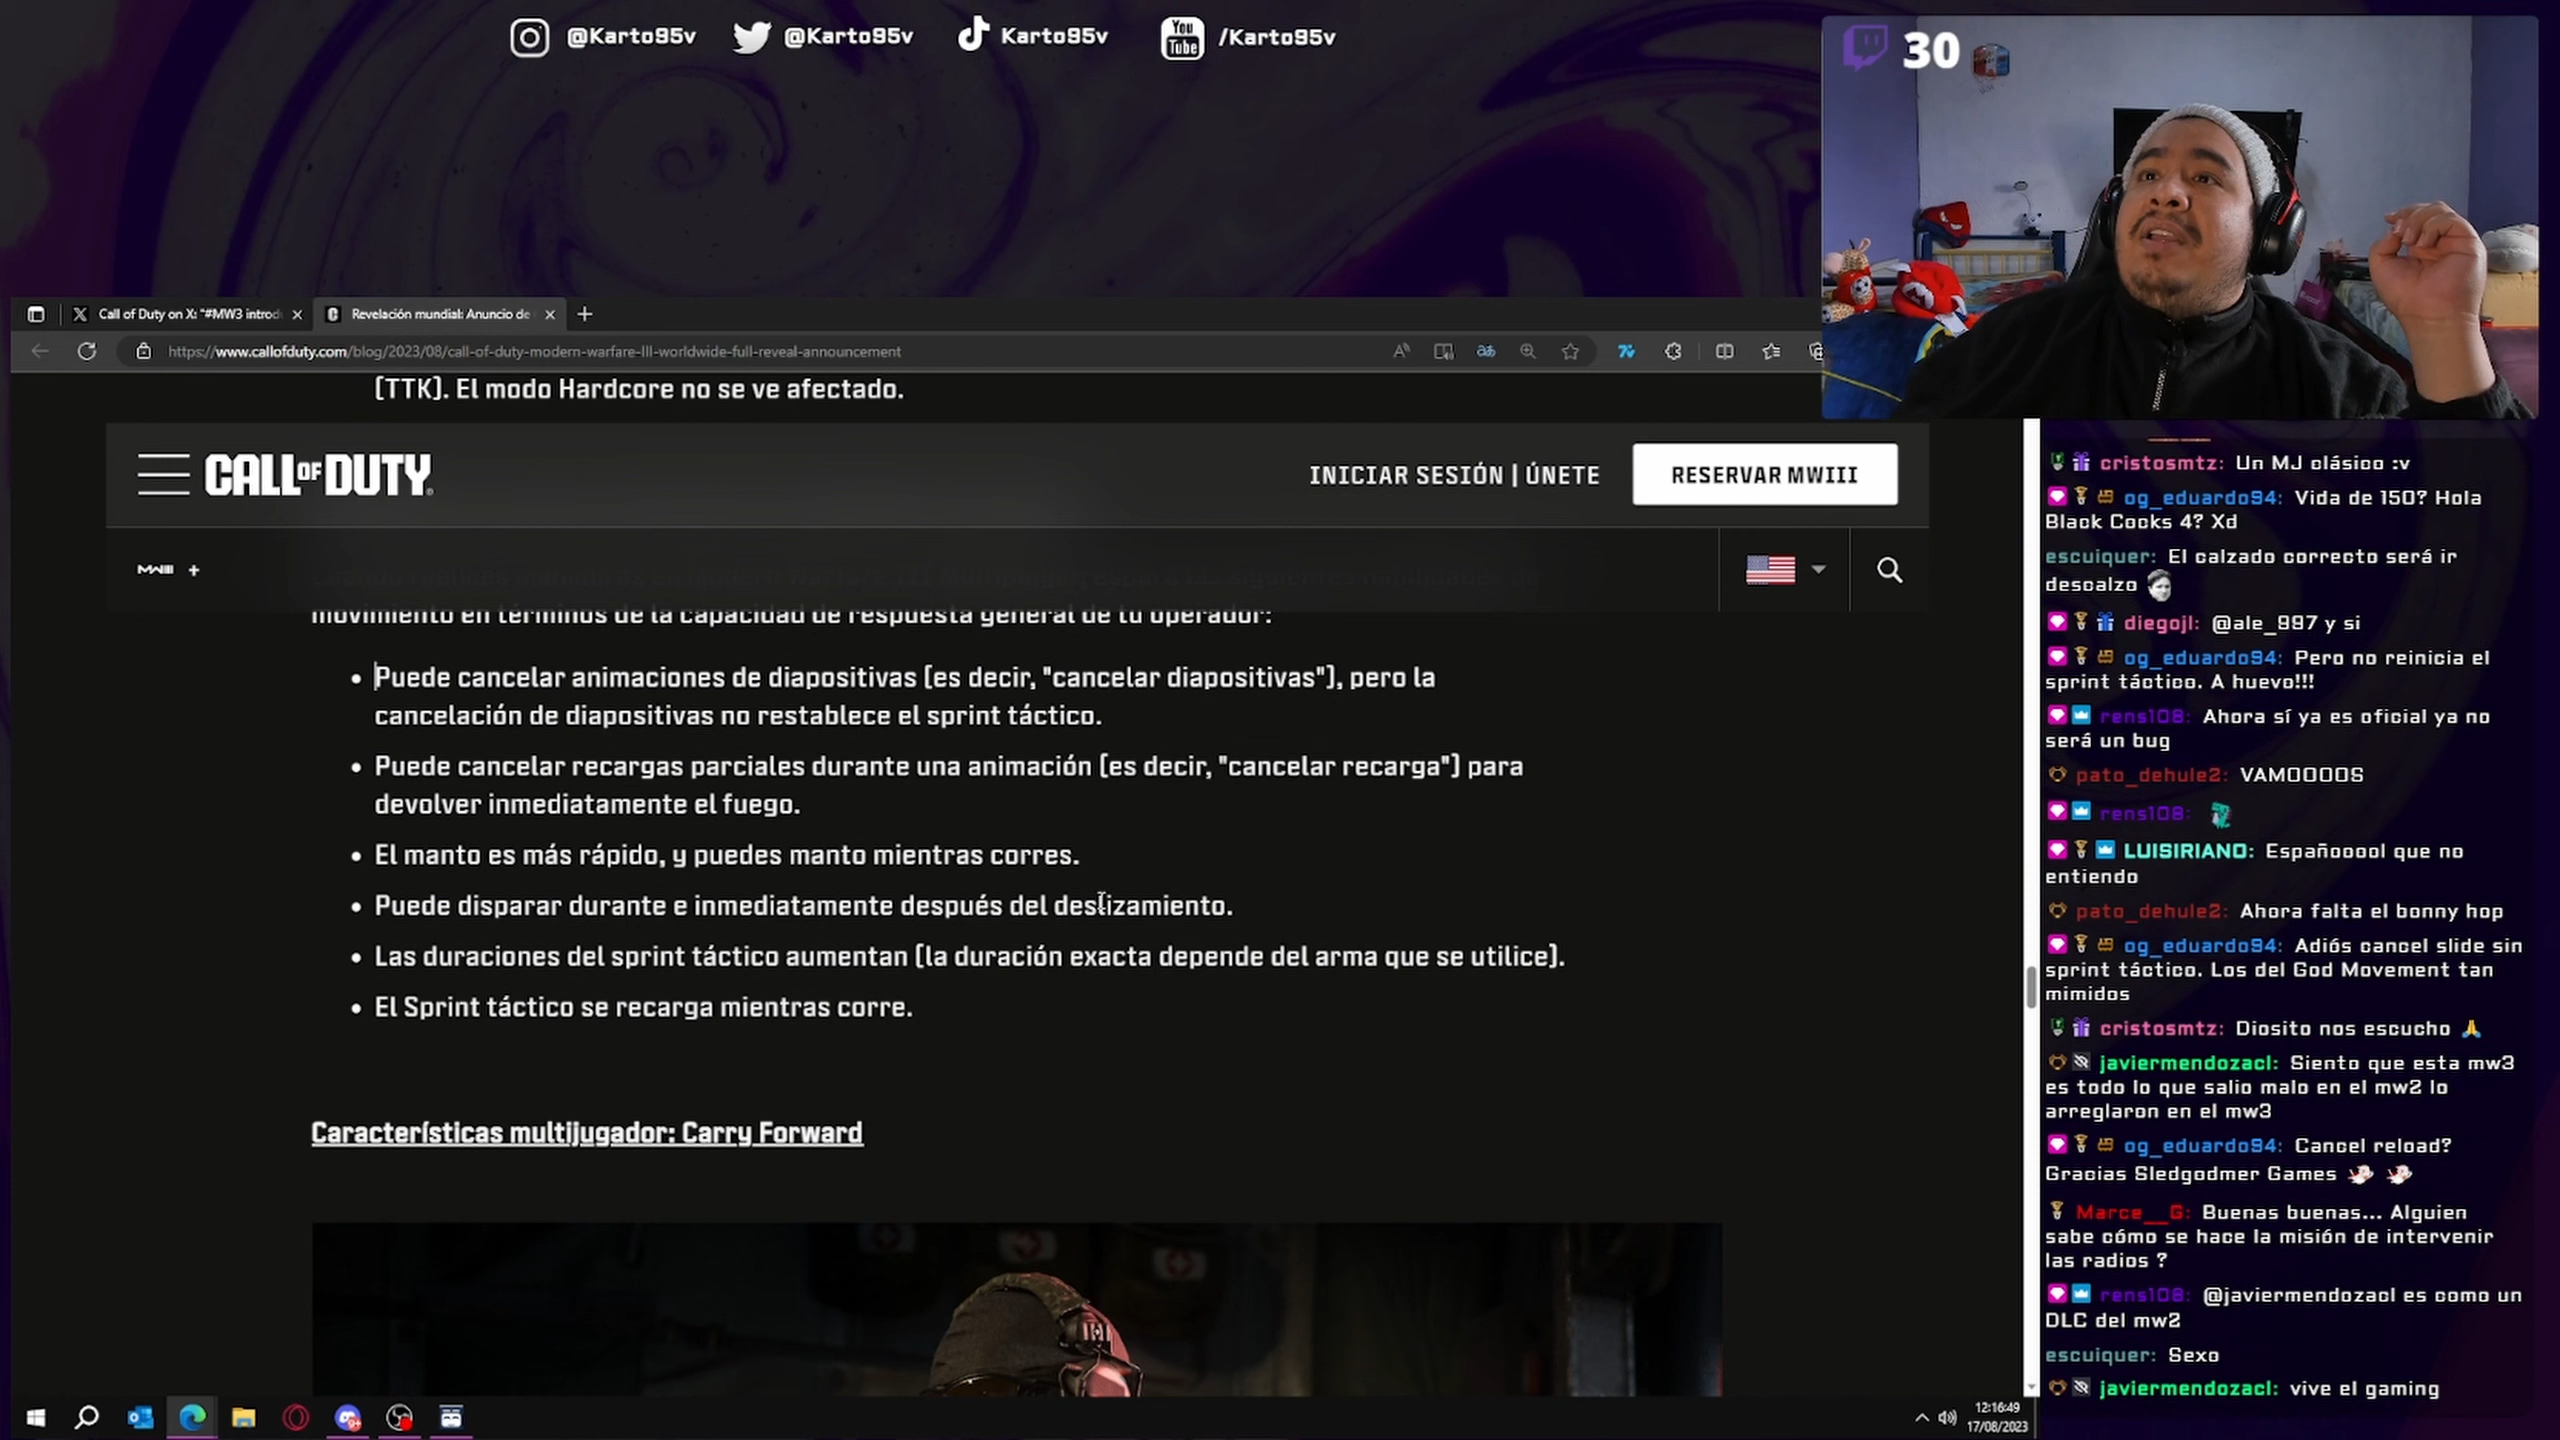 @Karto95v @Karto95v Karto95v You Tube /Karto95v
30
Call of Duty on X: "#MW3 introd
Revelación mundial: Anuncio de
https://www.callofduty.com/blog/2023/08/call-of-duty-modern-warfare-III-worldwide-full-reveal-announcement
(TTK). El modo Hardcore no se ve afectado.
CALL OF DUTY
INICIAR SESIÓN | ÚNETE
RESERVAR MWIII
MWIII +
movimiento en términos de la capacidad de respuesta general de tu operador:
• Puede cancelar animaciones de diapositivas (es decir, "cancelar diapositivas"), pero la
cancelación de diapositivas no restablece el sprint táctico.
• Puede cancelar recargas parciales durante una animación (es decir, "cancelar recarga") para
devolver inmediatamente el fuego.
• El manto es más rápido, y puedes manto mientras corres.
• Puede disparar durante e inmediatamente después del deslizamiento.
• Las duraciones del sprint táctico aumentan (la duración exacta depende del arma que se utilice).
• El Sprint táctico se recarga mientras corre.
Características multijugador: Carry Forward
cristosmtz: Un MJ clásico :v
og_eduardo94: Vida de 150? Hola
Black Cocks 4? Xd
escuiquer: El calzado correcto será ir
descalzo
diegojl: @ale_997 y si
og_eduardo94: Pero no reinicia el
sprint táctico. A huevo!!!
rens108: Ahora sí ya es oficial ya no
será un bug
pato_dehule2: VAMOOOOS
rens108:
LUISIRIANO: Españooool que no
entiendo
pato_dehule2: Ahora falta el bonny hop
og_eduardo94: Adiós cancel slide sin
sprint táctico. Los del God Movement tan
mimidos
cristosmtz: Diosito nos escucho 🙏
javiermendozacl: Siento que esta mw3
es todo lo que salio malo en el mw2 lo
arreglaron en el mw3
og_eduardo94: Cancel reload?
Gracias Sledgodmer Games
Marce__G: Buenas buenas... Alguien
sabe cómo se hace la misión de intervenir
las radios ?
rens108: @javiermendozacl es como un
DLC del mw2
escuiquer: Sexo
javiermendozacl: vive el gaming
12:16:49
17/08/2023